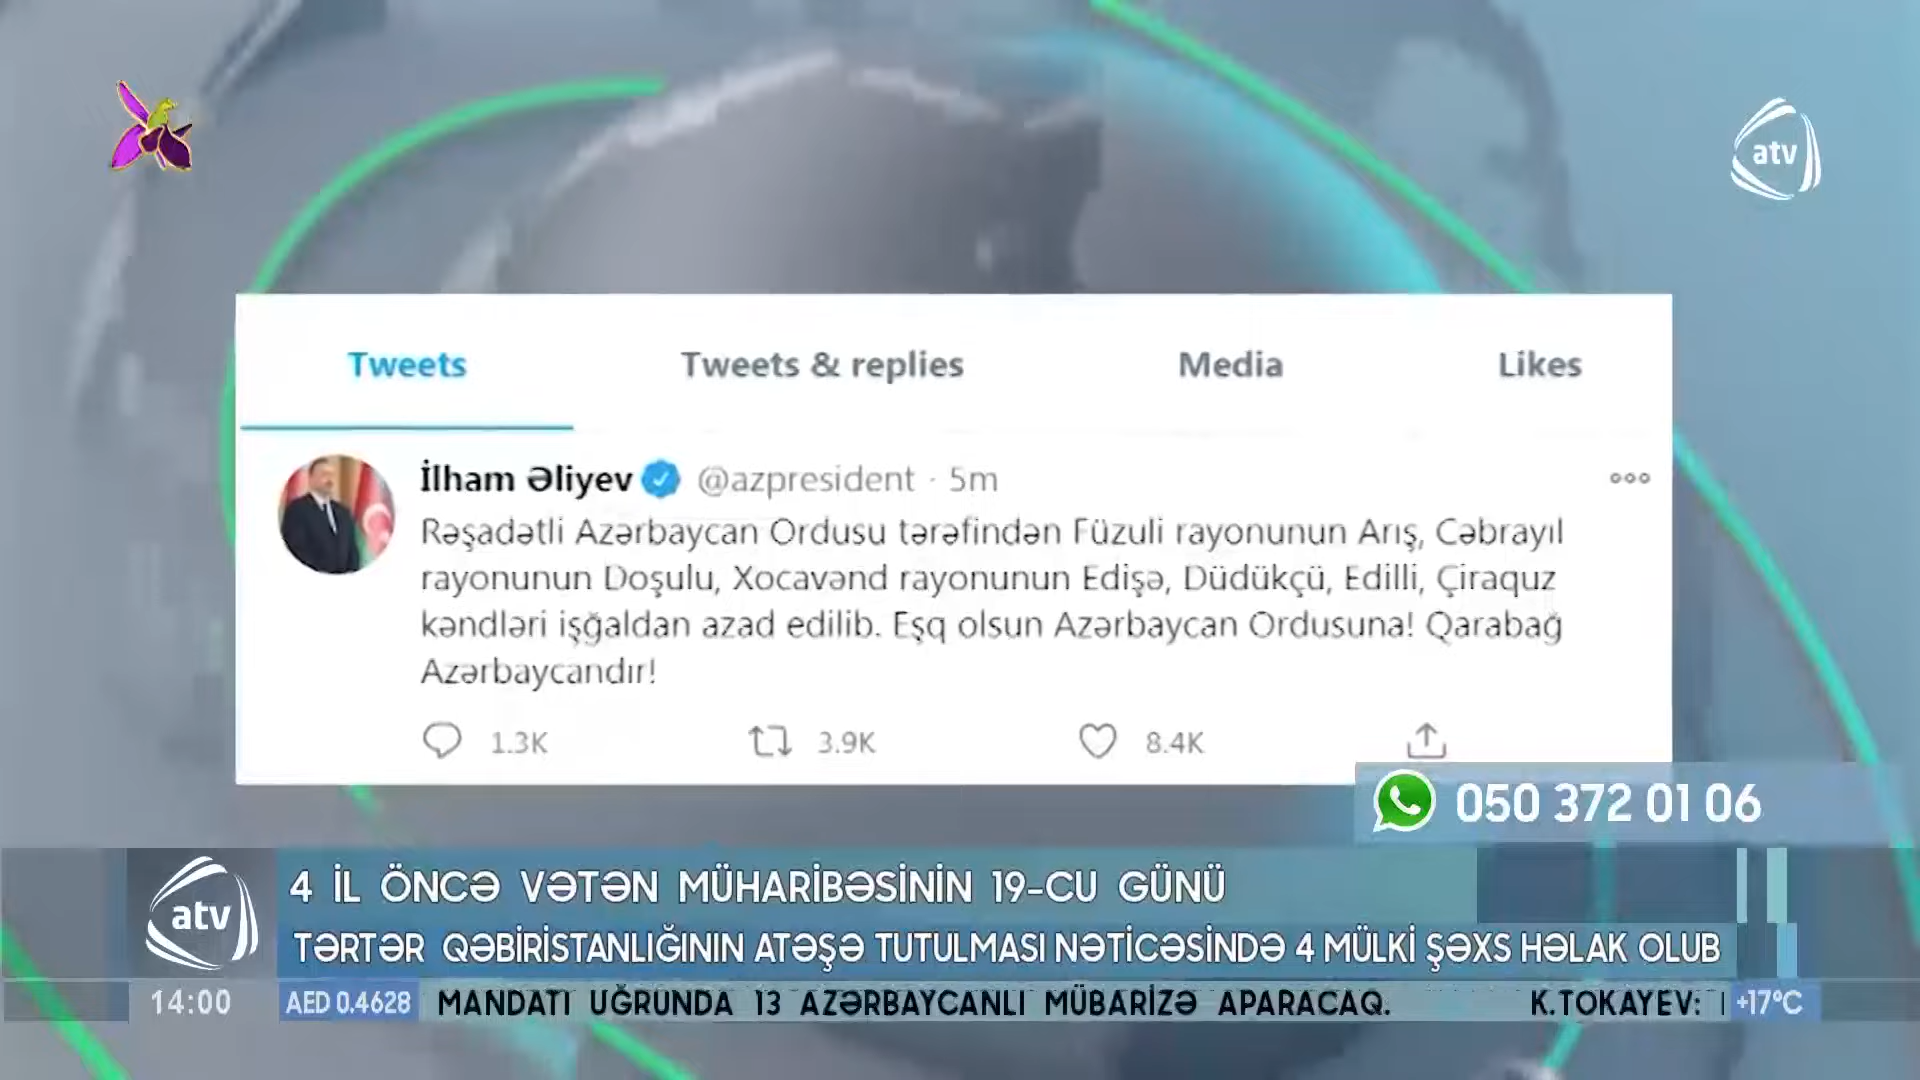 atv
Tweets
Tweets & replies
Media
Likes
İlham Əliyev @azpresident · 5m
Rəşadətli Azərbaycan Ordusu tərəfindən Füzuli rayonunun Arış, Cəbrayıl
rayonunun Doşulu, Xocavənd rayonunun Edişə, Düdükçü, Edilli, Çiraquz
kəndləri işğaldan azad edilib. Eşq olsun Azərbaycan Ordusuna! Qarabağ
Azərbaycandır!
1.3K
3.9K
8.4K
050 372 01 06
atv
4 İL ÖNCƏ VƏTƏN MÜHARİBƏSİNİN 19-CU GÜNÜ
TƏRTƏR QƏBİRİSTANLIĞININ ATƏŞƏ TUTULMASI NƏTİCƏSİNDƏ 4 MÜLKİ ŞƏXS HƏLAK OLUB
14:00
AED 0.4628
MANDATI UĞRUNDA 13 AZƏRBAYCANLI MÜBARİZƏ APARACAQ.
K.TOKAYEV:
+17°C